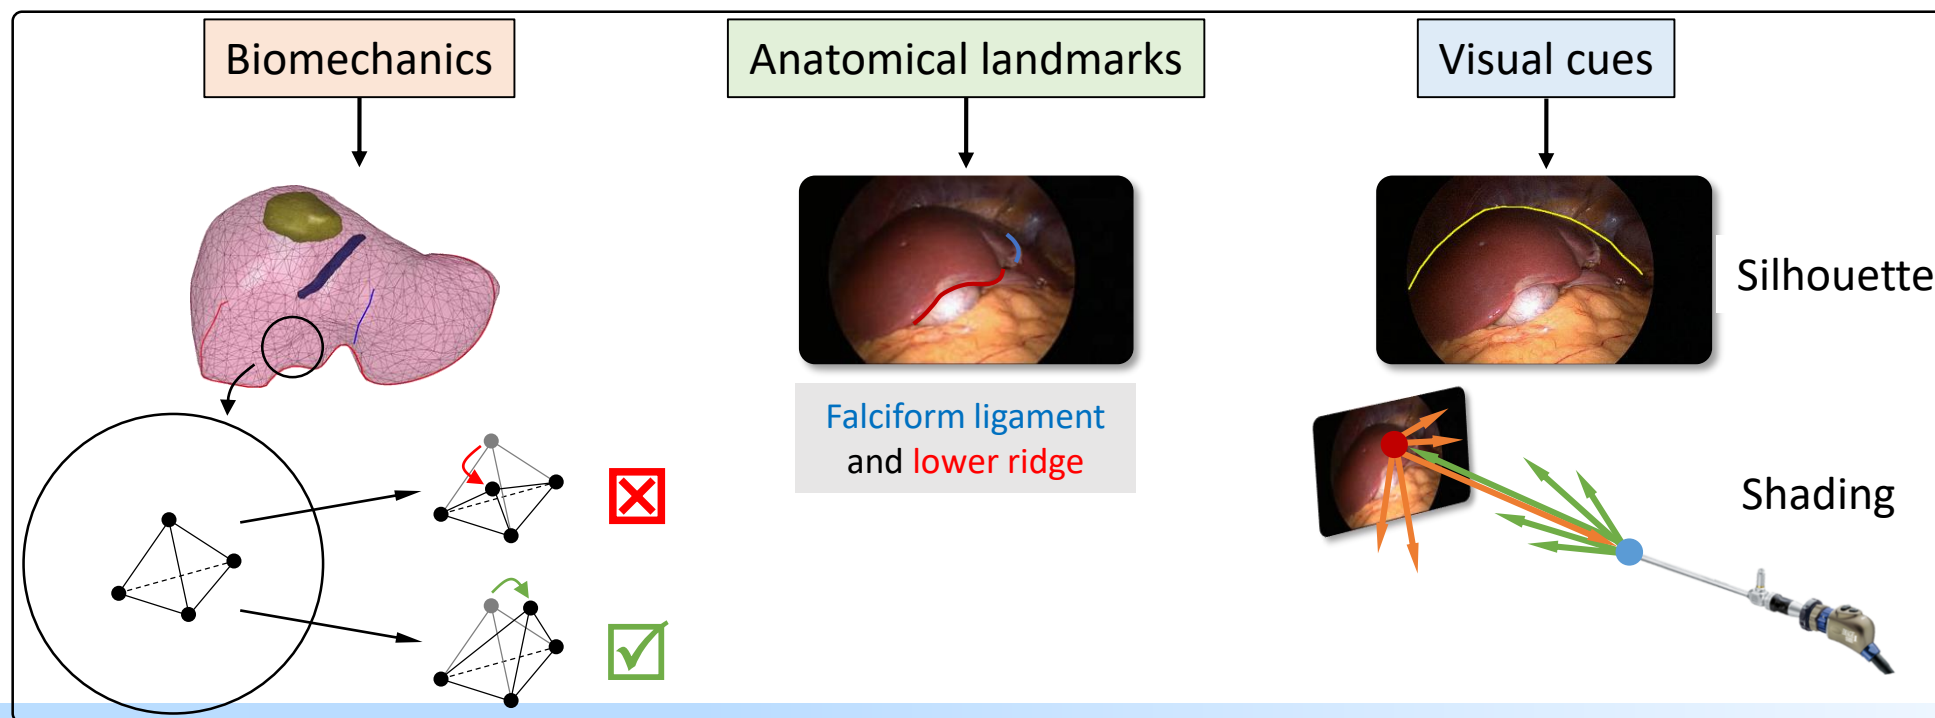 Biomechanics
Anatomical landmarks
Visual cues
Silhouette
Falciform ligament
and lower ridge
Shading